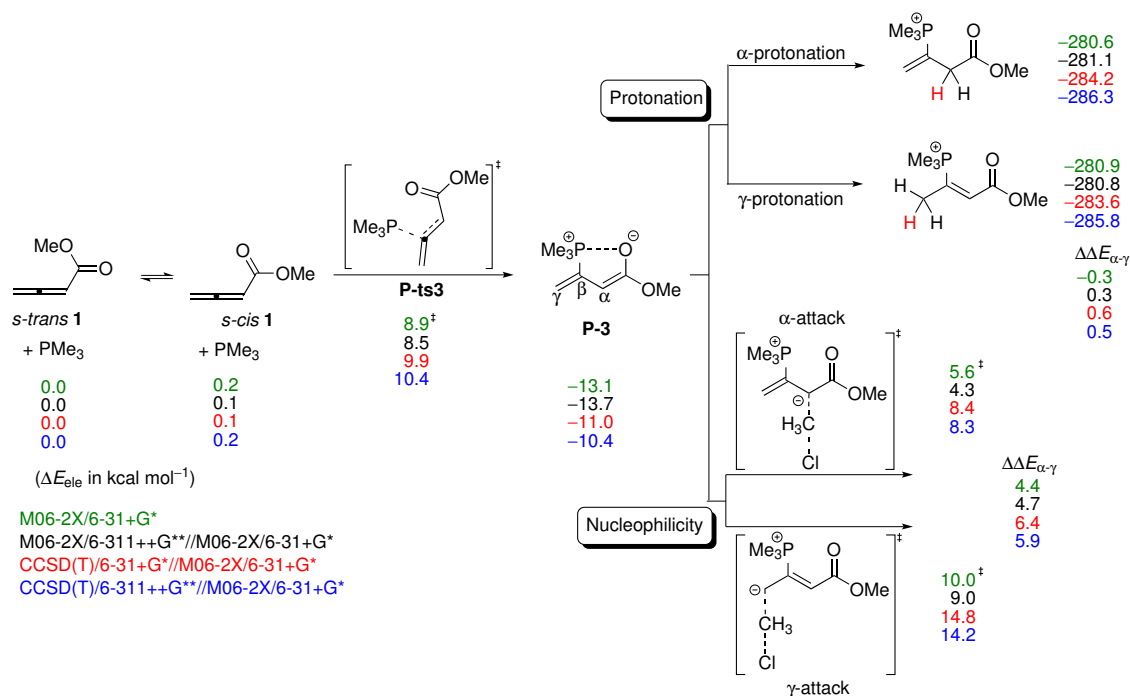 MeO
O
s-trans 1
+ PMe₃
0.0
0.0
0.0
0.0
O
OMe
s-cis 1
+ PMe₃
0.2
0.1
0.1
0.2
(ΔE_ele in kcal mol⁻¹)
M06-2X/6-31+G*
M06-2X/6-311++G**//M06-2X/6-31+G*
CCSD(T)/6-31+G*//M06-2X/6-31+G*
CCSD(T)/6-311++G**//M06-2X/6-31+G*
‡
OMe
O
Me₃P
P-ts3
8.9‡
8.5
9.9
10.4
⊕ ⊖
Me₃P O
γ β α OMe
P-3
−13.1
−13.7
−11.0
−10.4
Protonation
α-protonation
⊕
Me₃P O
OMe
H H
−280.6
−281.1
−284.2
−286.3
γ-protonation
⊕
Me₃P O
H OMe
H H
−280.9
−280.8
−283.6
−285.8
ΔΔE_α-γ
−0.3
0.3
0.6
0.5
Nucleophilicity
α-attack
⊕ ‡
Me₃P O
OMe
⊖
H₃C
Cl
5.6‡
4.3
8.4
8.3
ΔΔE_α-γ
4.4
4.7
6.4
5.9
⊕ ‡
Me₃P O
⊖ OMe
CH₃
Cl
γ-attack
10.0‡
9.0
14.8
14.2